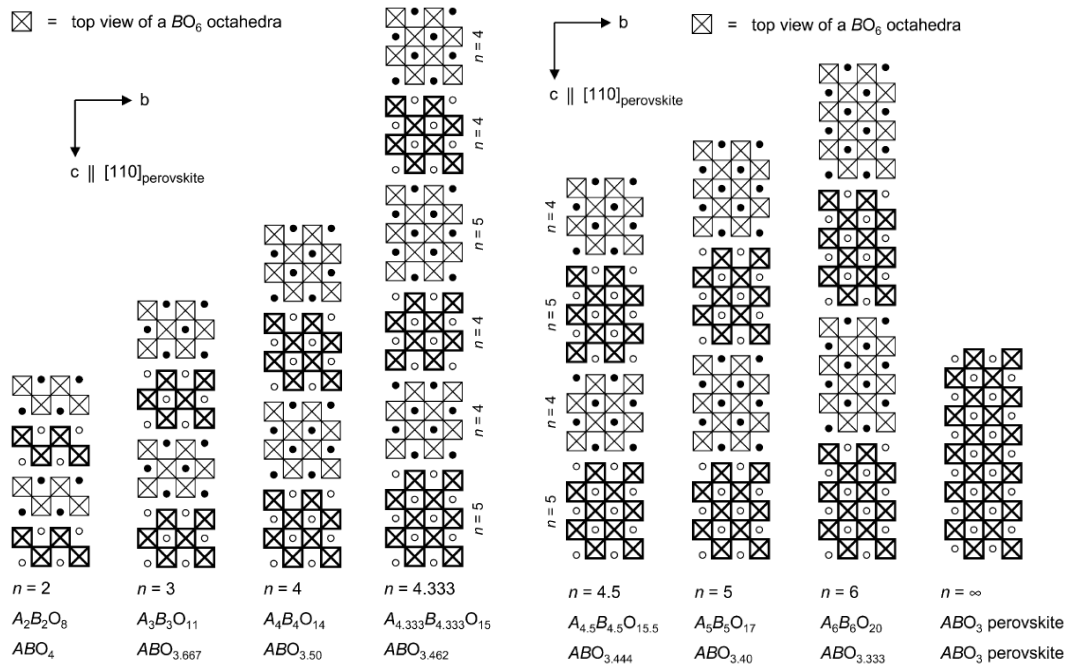 = top view of a BO₆ octahedra
b
c || [110]perovskite
n = 4
n = 4
n = 5
n = 4
n = 4
n = 5
n = 2
n = 3
n = 4
n = 4.333
A₂B₂O₈
A₃B₃O₁₁
A₄B₄O₁₄
A₄.₃₃₃B₄.₃₃₃O₁₅
ABO₄
ABO₃.₆₆₇
ABO₃.₅₀
ABO₃.₄₆₂
b
= top view of a BO₆ octahedra
c || [110]perovskite
n = 4
n = 5
n = 4
n = 5
n = 4.5
n = 5
n = 6
n = ∞
A₄.₅B₄.₅O₁₅.₅
A₅B₅O₁₇
A₆B₆O₂₀
ABO₃ perovskite
ABO₃.₄₄₄
ABO₃.₄₀
ABO₃.₃₃₃
ABO₃ perovskite